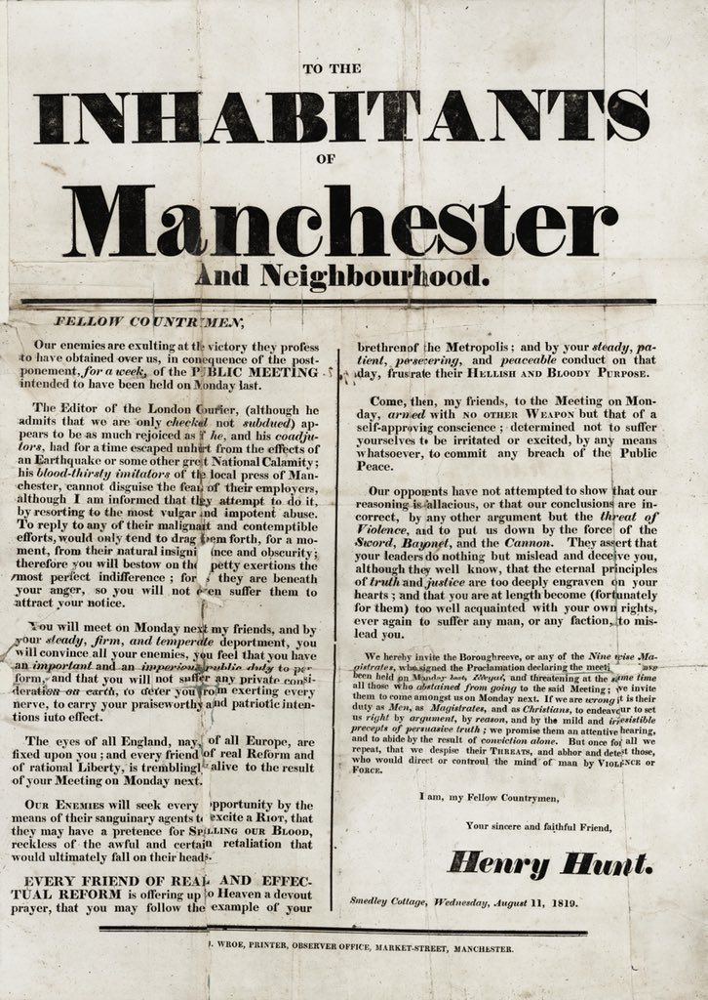 TO THE
INHABITANTS
OF
Manchester
And Neighbourhood.
FELLOW COUNTRYMEN,
Our enemies are exulting at the victory they profess
to have obtained over us, in consequence of the post-
ponement, for a week, of the PUBLIC MEETING
intended to have been held on Monday last.
The Editor of the London Courier, (although he
admits that we are only checked not subdued) ap-
pears to be as much rejoiced as if he, and his coadju-
tors, had for a time escaped unhurt from the effects of
an Earthquake or some other great National Calamity;
his blood-thirsty imitators of the local press of Man-
chester, cannot disguise the fear of their employers,
although I am informed that they attempt to do it,
by resorting to the most vulgar and impotent abuse.
To reply to any of their malignant and contemptible
efforts, would only tend to drag them forth, for a mo-
ment, from their natural insignificance and obscurity;
therefore you will bestow on the petty exertions the
most perfect indifference; for they are beneath
your anger, so you will not even suffer them to
attract your notice.
You will meet on Monday next my friends, and by
your steady, firm, and temperate deportment, you
will convince all your enemies, you feel that you have
an important and an imperious public duty to per-
form, and that you will not suffer any private consi-
deration on earth, to deter you from exerting every
nerve, to carry your praiseworthy and patriotic inten-
tions iuto effect.
The eyes of all England, nay, of all Europe, are
fixed upon you; and every friend of real Reform and
of rational Liberty, is tremblingly alive to the result
of your Meeting on Monday next.
OUR ENEMIES will seek every opportunity by the
means of their sanguinary agents to excite a RIOT, that
they may have a pretence for SPILLING OUR BLOOD,
reckless of the awful and certain retaliation that
would ultimately fall on their heads.
EVERY FRIEND OF REAL AND EFFEC-
TUAL REFORM is offering up to Heaven a devout
prayer, that you may follow the example of your
brethrenof the Metropolis; and by your steady, pa-
tient, persevering, and peaceable conduct on that
day, frustrate their HELLISH AND BLOODY PURPOSE.
Come, then, my friends, to the Meeting on Mon-
day, armed with NO OTHER WEAPON but that of a
self-approving conscience; determined not to suffer
yourselves to be irritated or excited, by any means
whatsoever, to commit any breach of the Public
Peace.
Our opponents have not attempted to show that our
reasoning is fallacious, or that our conclusions are in-
correct, by any other argument but the threat of
Violence, and to put us down by the force of the
Sword, Bayonet, and the Cannon. They assert that
your leaders do nothing but mislead and deceive you,
although they well know, that the eternal principles
of truth and justice are too deeply engraven on your
hearts; and that you are at length become (fortunately
for them) too well acquainted with your own rights,
ever again to suffer any man, or any faction, to mis-
lead you.
We hereby invite the Boroughreeve, or any of the Nine wise Ma-
gistrates, who signed the Proclamation declaring the meeting to have
been held on Monday last, illegal, and threatening at the same time
all those who abstained from going to the said Meeting; we invite
them to come amongst us on Monday next. If we are wrong it is their
duty as Men, as Magistrates, and as Christians, to endeavour to set
us right by argument, by reason, and by the mild and irresistible
precepts of persuasive truth; we promise them an attentive hearing,
and to abide by the result of conviction alone. But once for all we
repeat, that we despise their THREATS, and abhor and detest those,
who would direct or controul the mind of man by VIOLENCE or
FORCE.
I am, my Fellow Countrymen,
Your sincere and faithful Friend,
Henry Hunt.
Smedley Cottage, Wednesday, August 11, 1819.
J. WROE, PRINTER, OBSERVER OFFICE, MARKET-STREET, MANCHESTER.